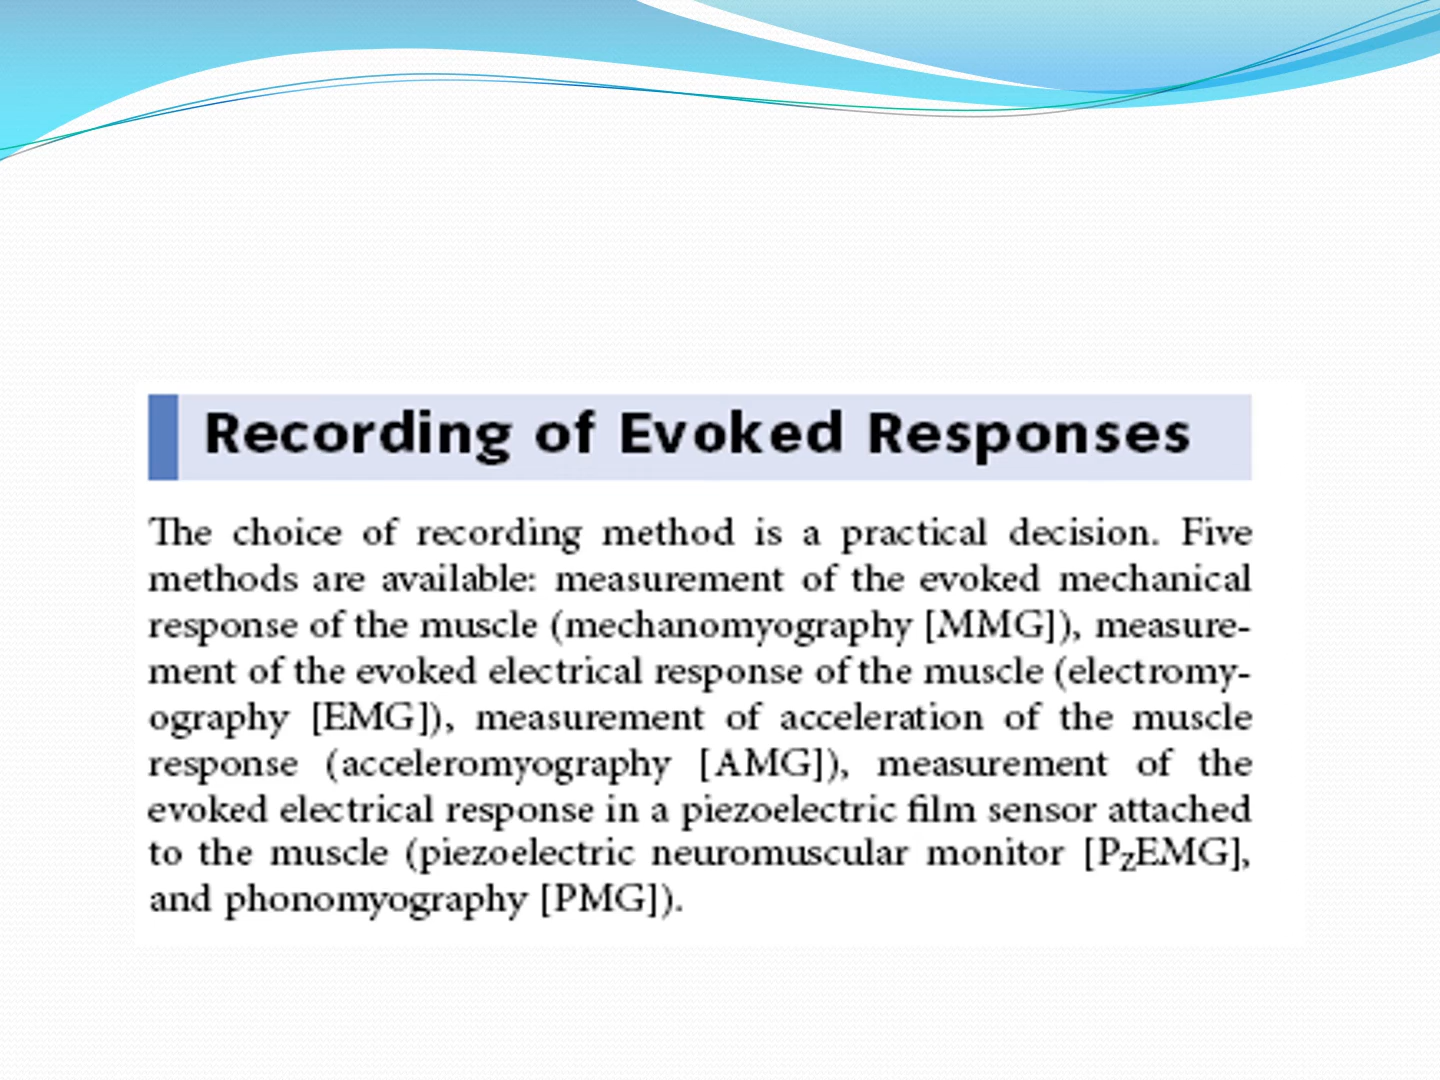 Recording of Evoked Responses
The choice of recording method is a practical decision. Five
methods are available: measurement of the evoked mechanical
response of the muscle (mechanomyography [MMG]), measure-
ment of the evoked electrical response of the muscle (electromy-
ography [EMG]), measurement of acceleration of the muscle
response (acceleromyography [AMG]), measurement of the
evoked electrical response in a piezoelectric film sensor attached
to the muscle (piezoelectric neuromuscular monitor [PzEMG],
and phonomyography [PMG]).